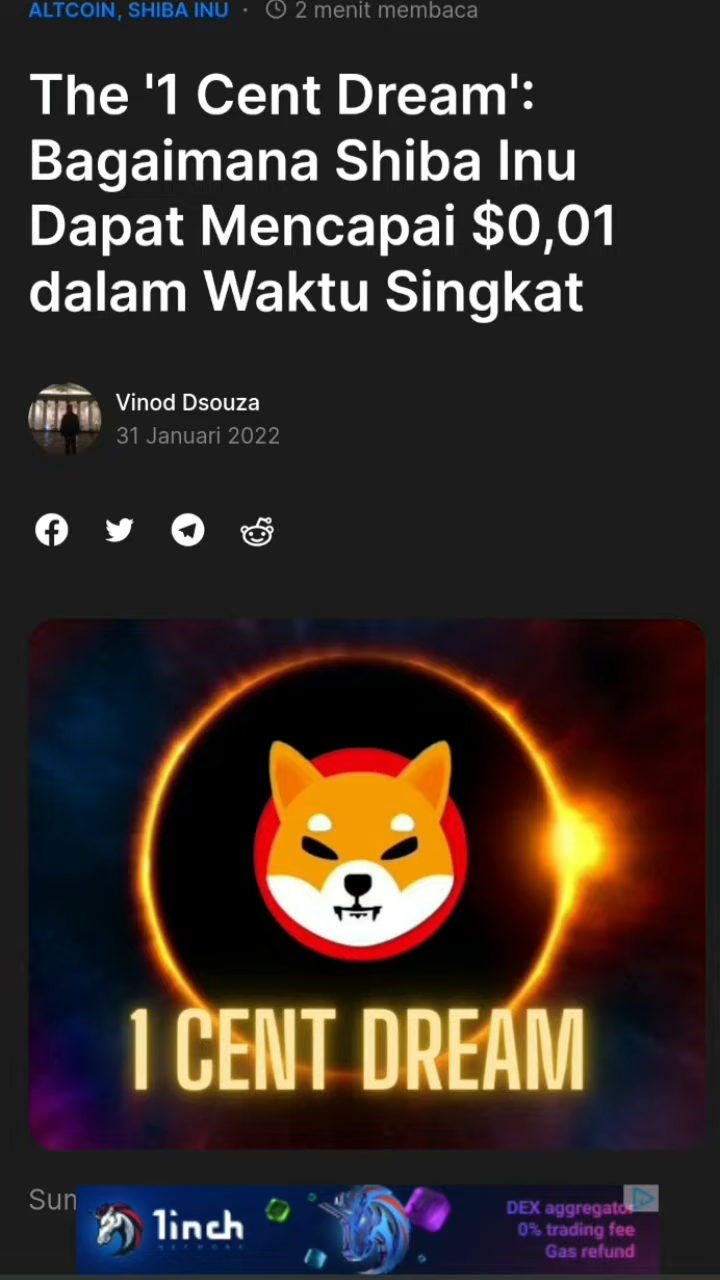 ALTCOIN, SHIBA INU · 2 menit membaca
The '1 Cent Dream':
Bagaimana Shiba Inu
Dapat Mencapai $0,01
dalam Waktu Singkat
Vinod Dsouza
31 Januari 2022
1 CENT DREAM
1inch
NETWORK
DEX aggregator
0% trading fee
Gas refund